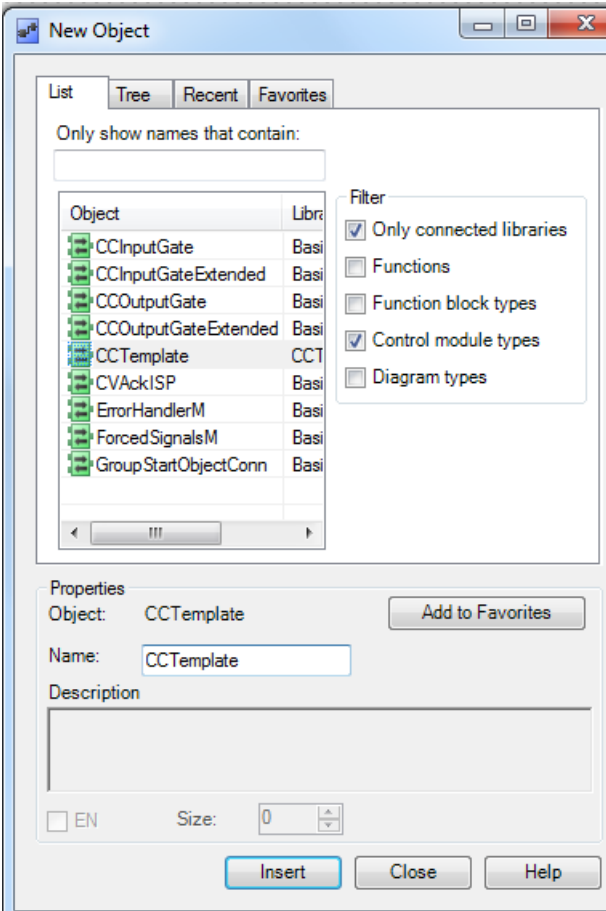 New Object
List Tree Recent Favorites
Only show names that contain:
Object Libra
CCInputGate Basi
CCInputGateExtended Basi
CCOutputGate Basi
CCOutputGateExtended Basi
CCTemplate CCT
CVAckISP Basi
ErrorHandlerM Basi
ForcedSignalsM Basi
GroupStartObjectConn Basi
Filter
Only connected libraries
Functions
Function block types
Control module types
Diagram types
Properties
Object: CCTemplate Add to Favorites
Name: CCTemplate
Description
EN Size: 0
Insert Close Help